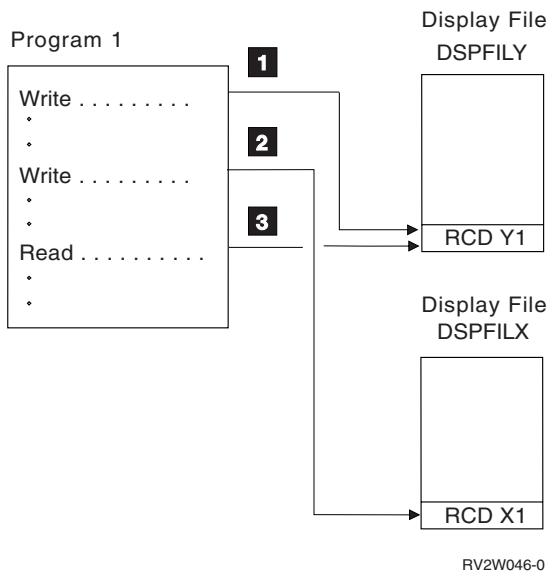 Program 1
Write . . . . . . . . .
Write . . . . . . . . .
Read . . . . . . . . . .
1
2
3
Display File
DSPFILY
RCD Y1
Display File
DSPFILX
RCD X1
RV2W046-0